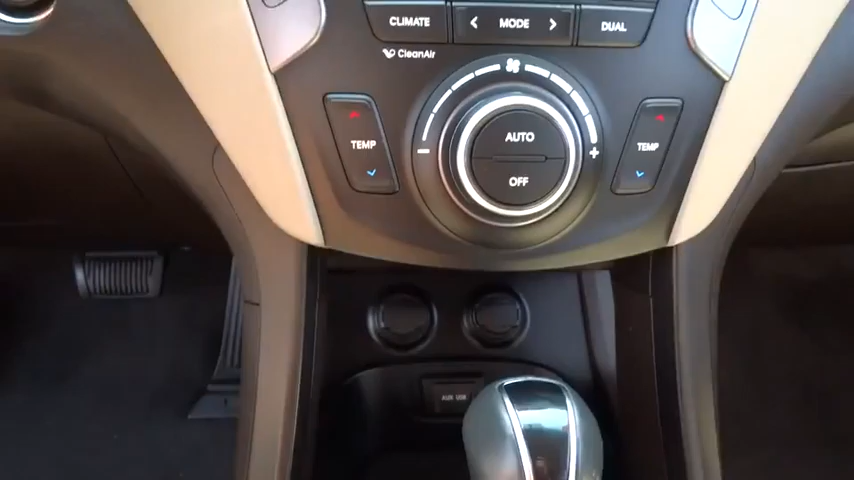 CLIMATE < MODE > DUAL
CleanAir
AUTO
TEMP TEMP
− +
OFF
AUX USB